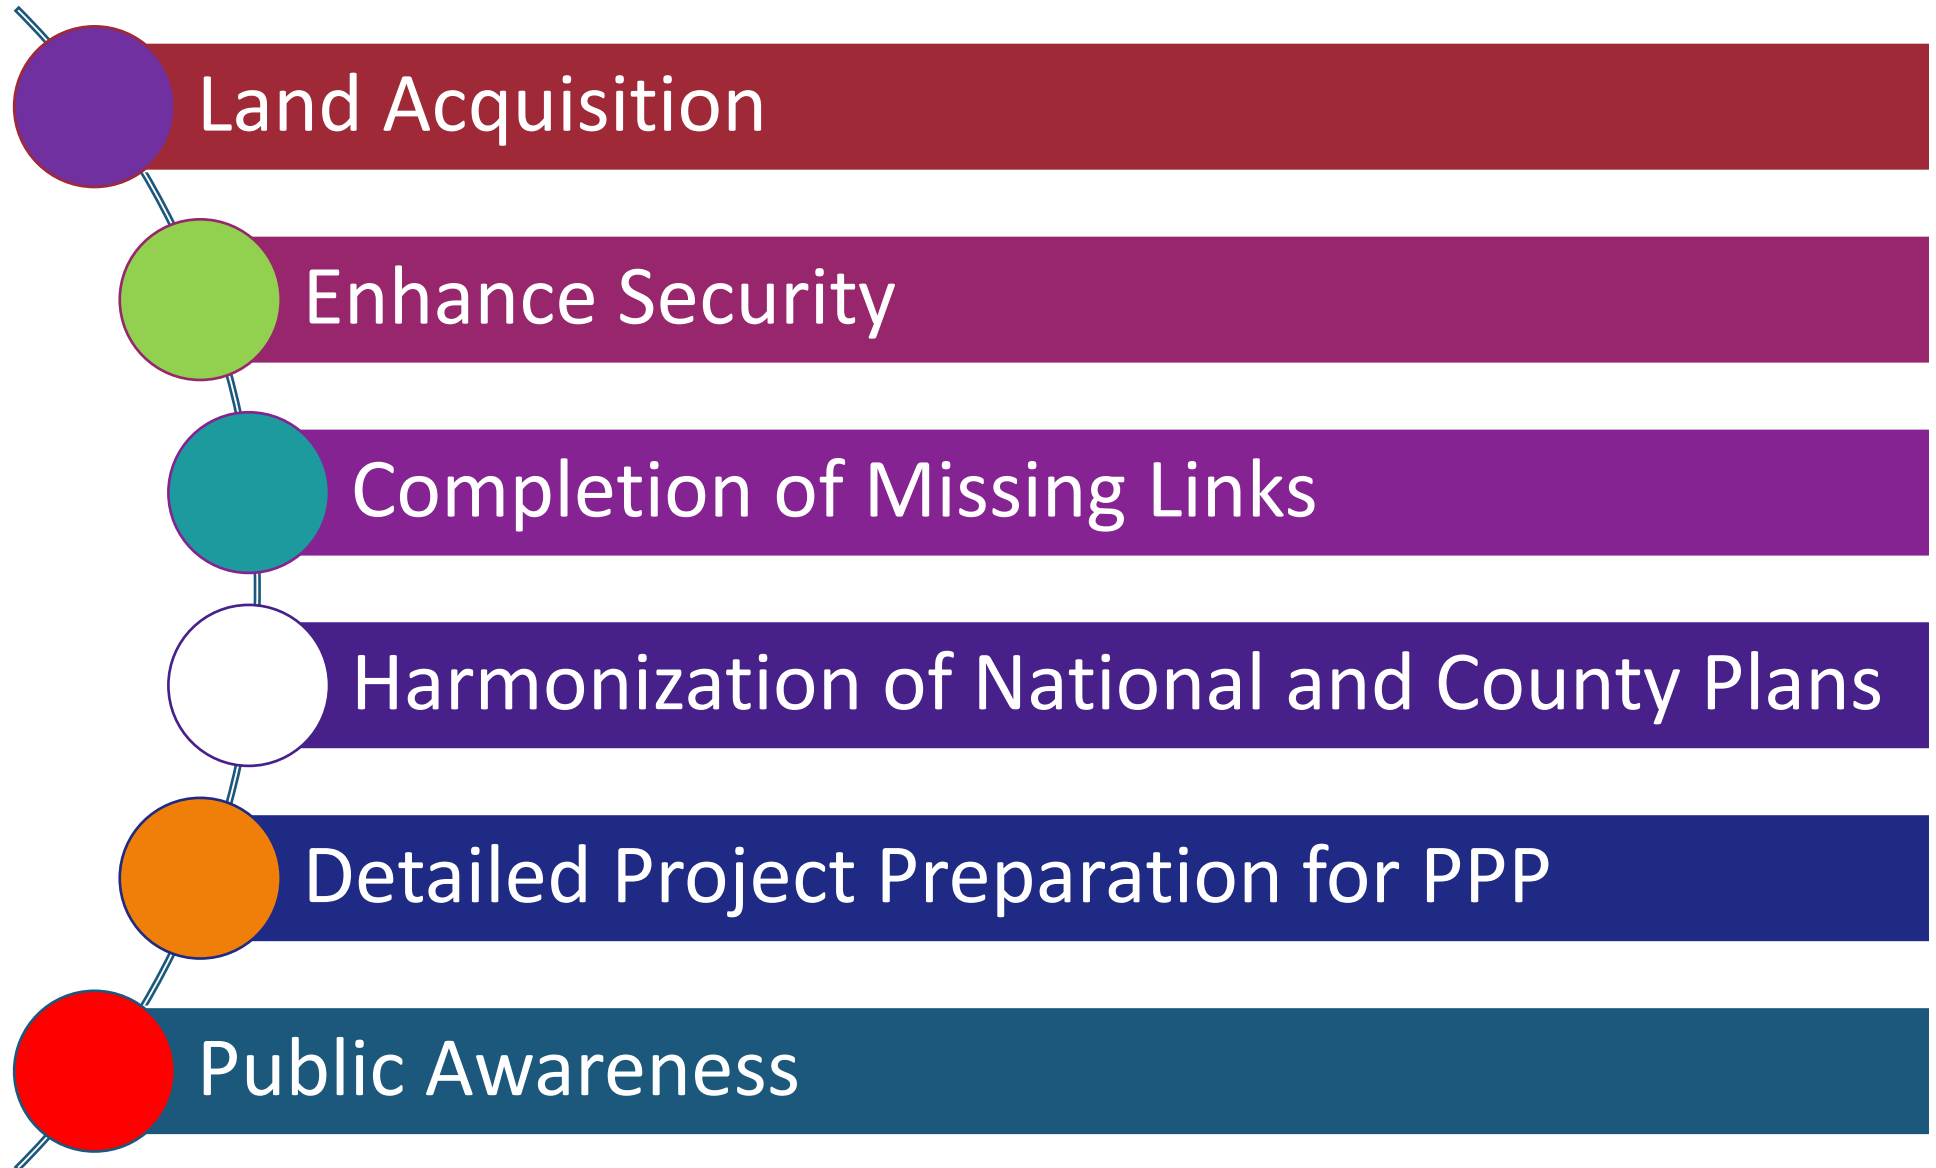 Land Acquisition
Enhance Security
Completion of Missing Links
Harmonization of National and County Plans
Detailed Project Preparation for PPP
Public Awareness